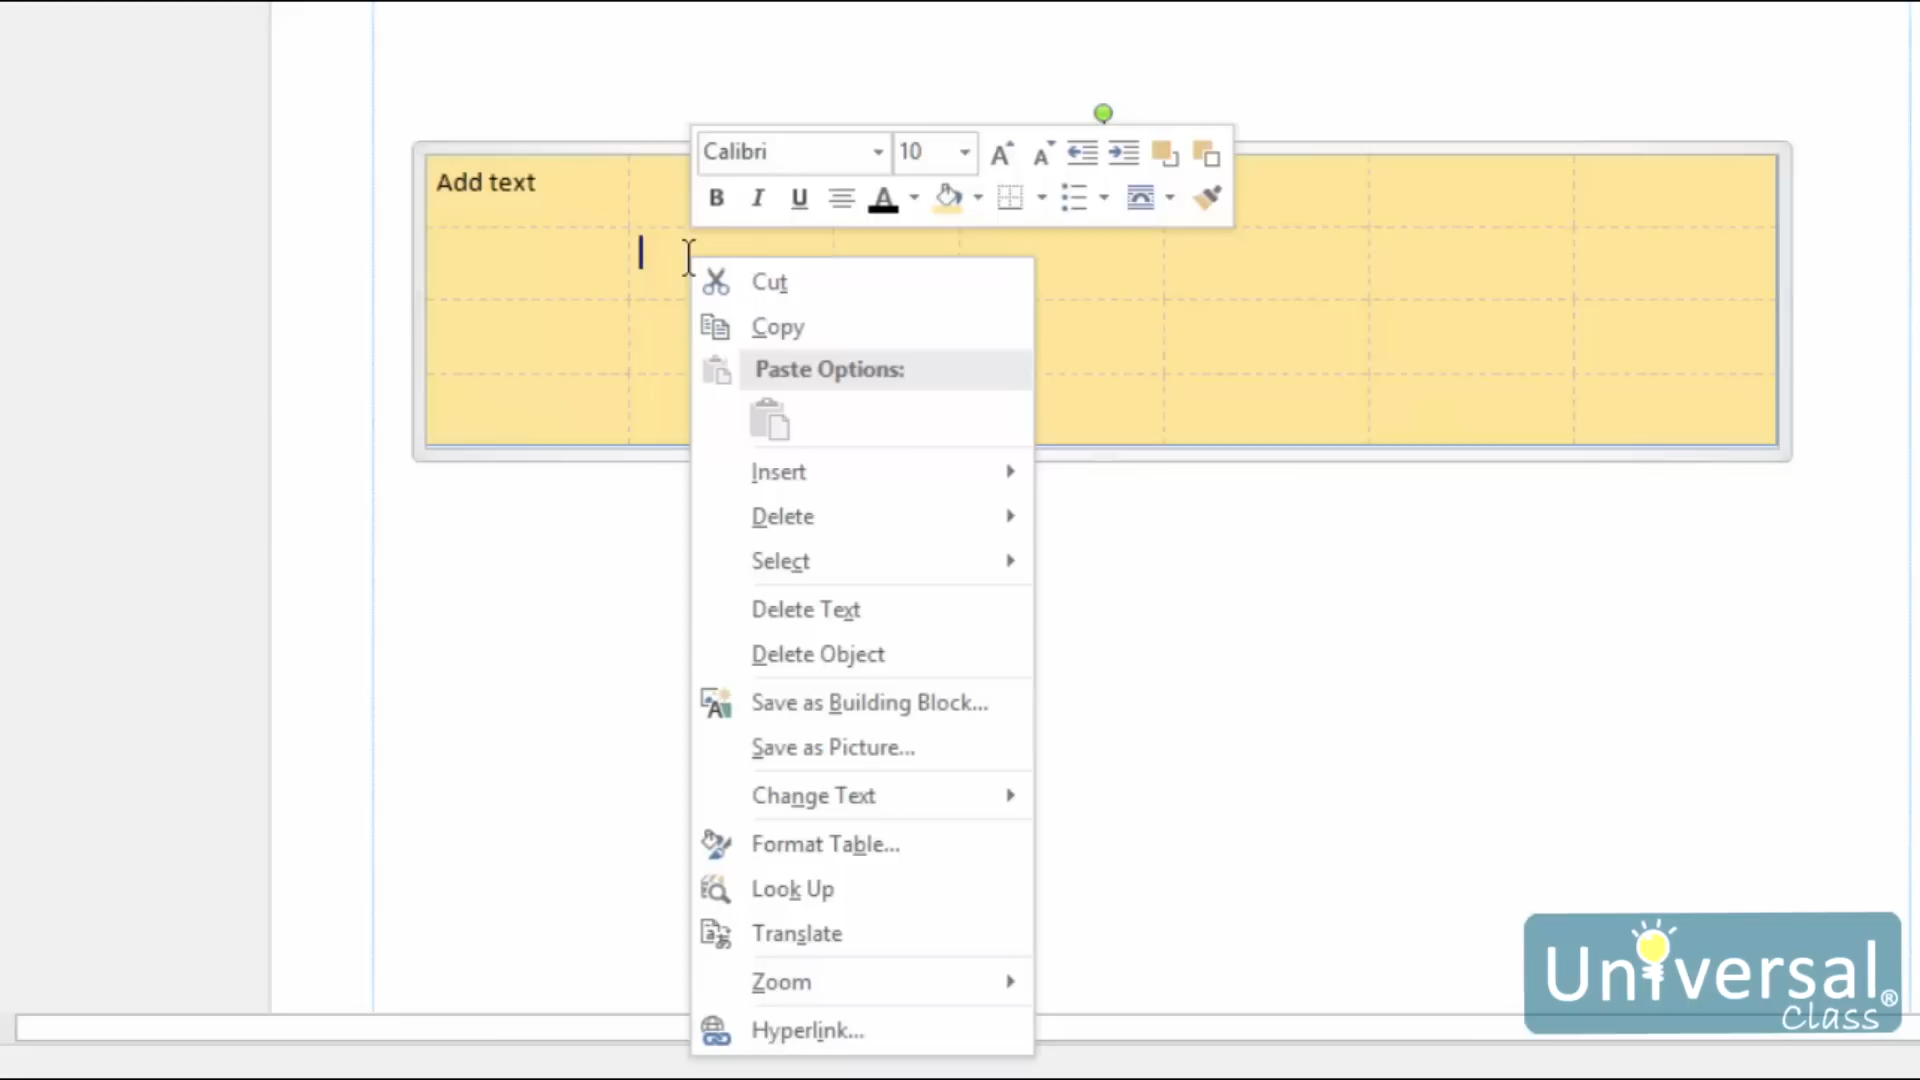 Calibri 10
B I U A
Add text
Cut
Copy
Paste Options:
Insert
Delete
Select
Delete Text
Delete Object
Save as Building Block...
Save as Picture...
Change Text
Format Table...
Look Up
Translate
Zoom
Hyperlink...
Universal®
Class